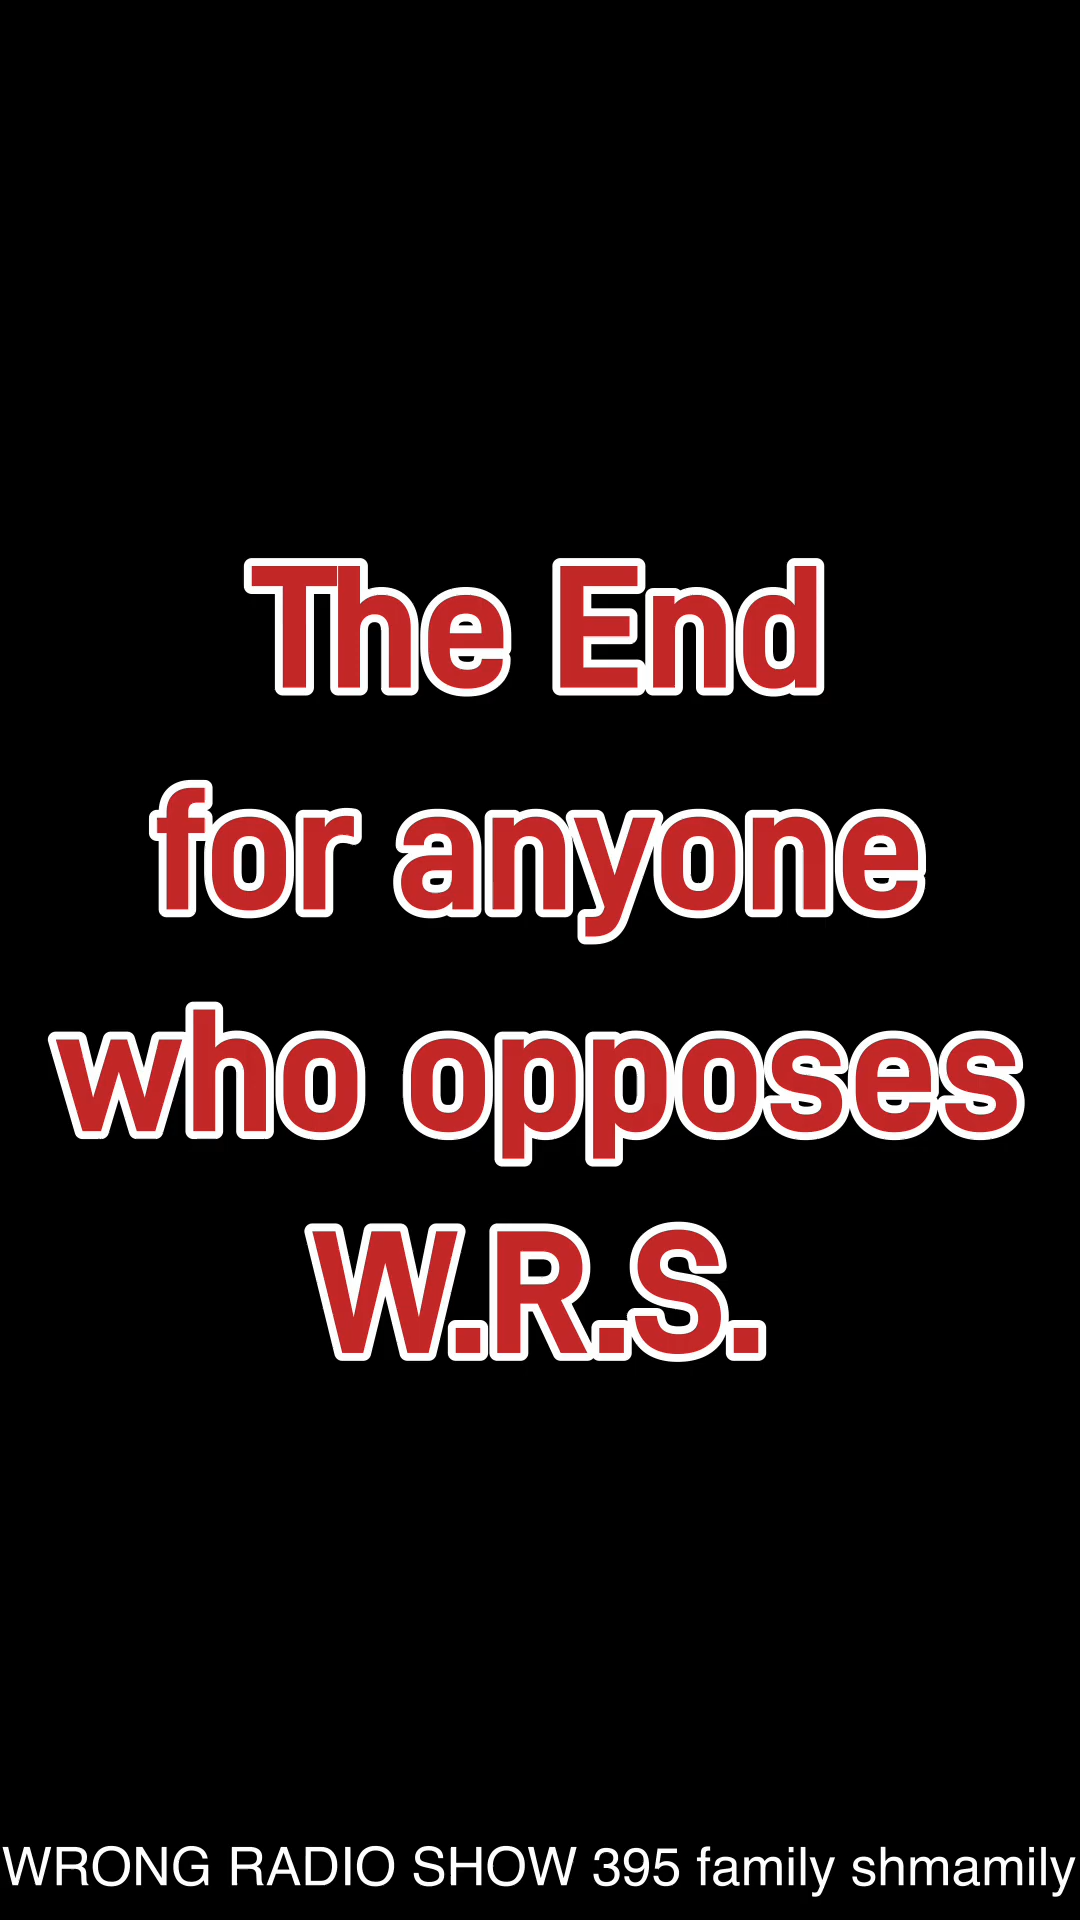 The End
for anyone
who opposes
W.R.S.
WRONG RADIO SHOW 395 family shmamily